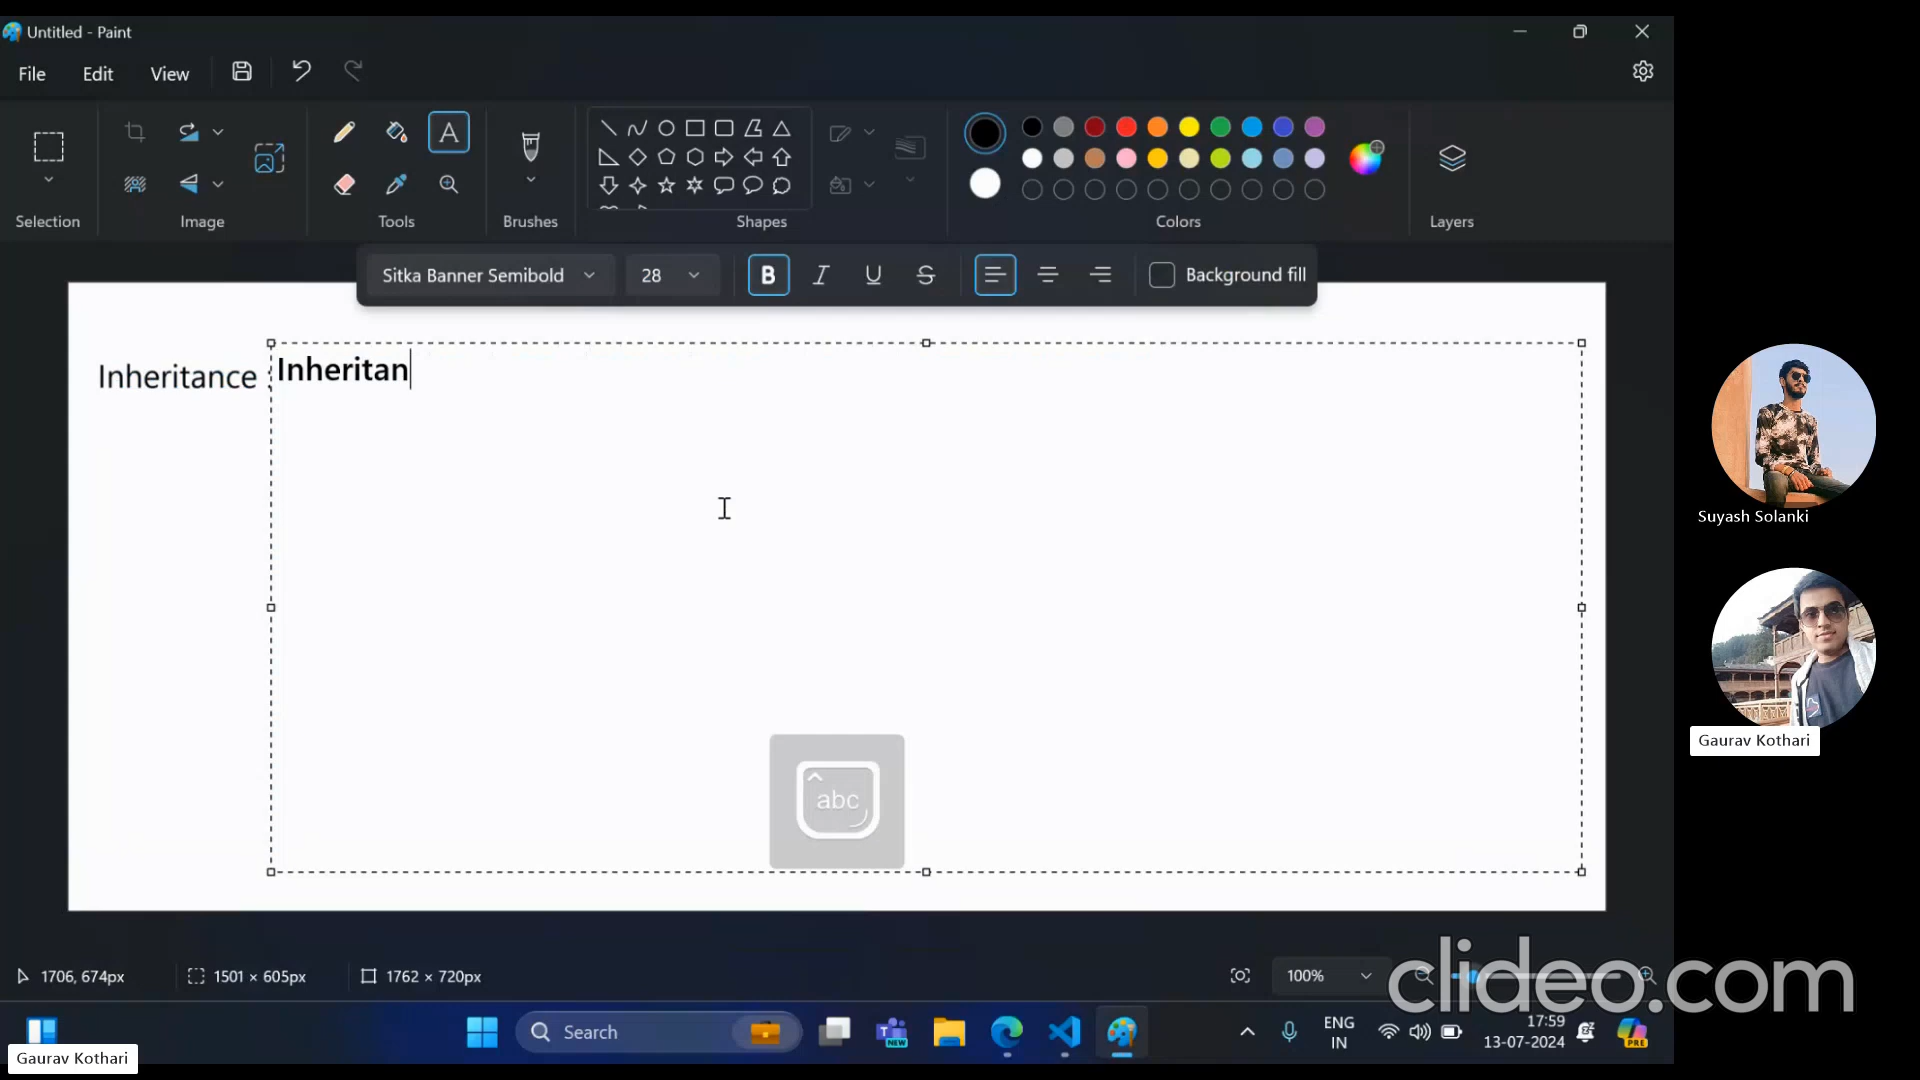 Untitled - Paint
File Edit View
A
Selection Image Tools Brushes Shapes Colors Layers
Sitka Banner Semibold 28 B I U S Background fill
Inheritance : Inheritan
abc
Suyash Solanki
Gaurav Kothari
1706, 674px 1501 × 605px 1762 × 720px 100%
clideo.com
Search
NEW
ENG
IN
17:59
13-07-2024
PRE
Gaurav Kothari